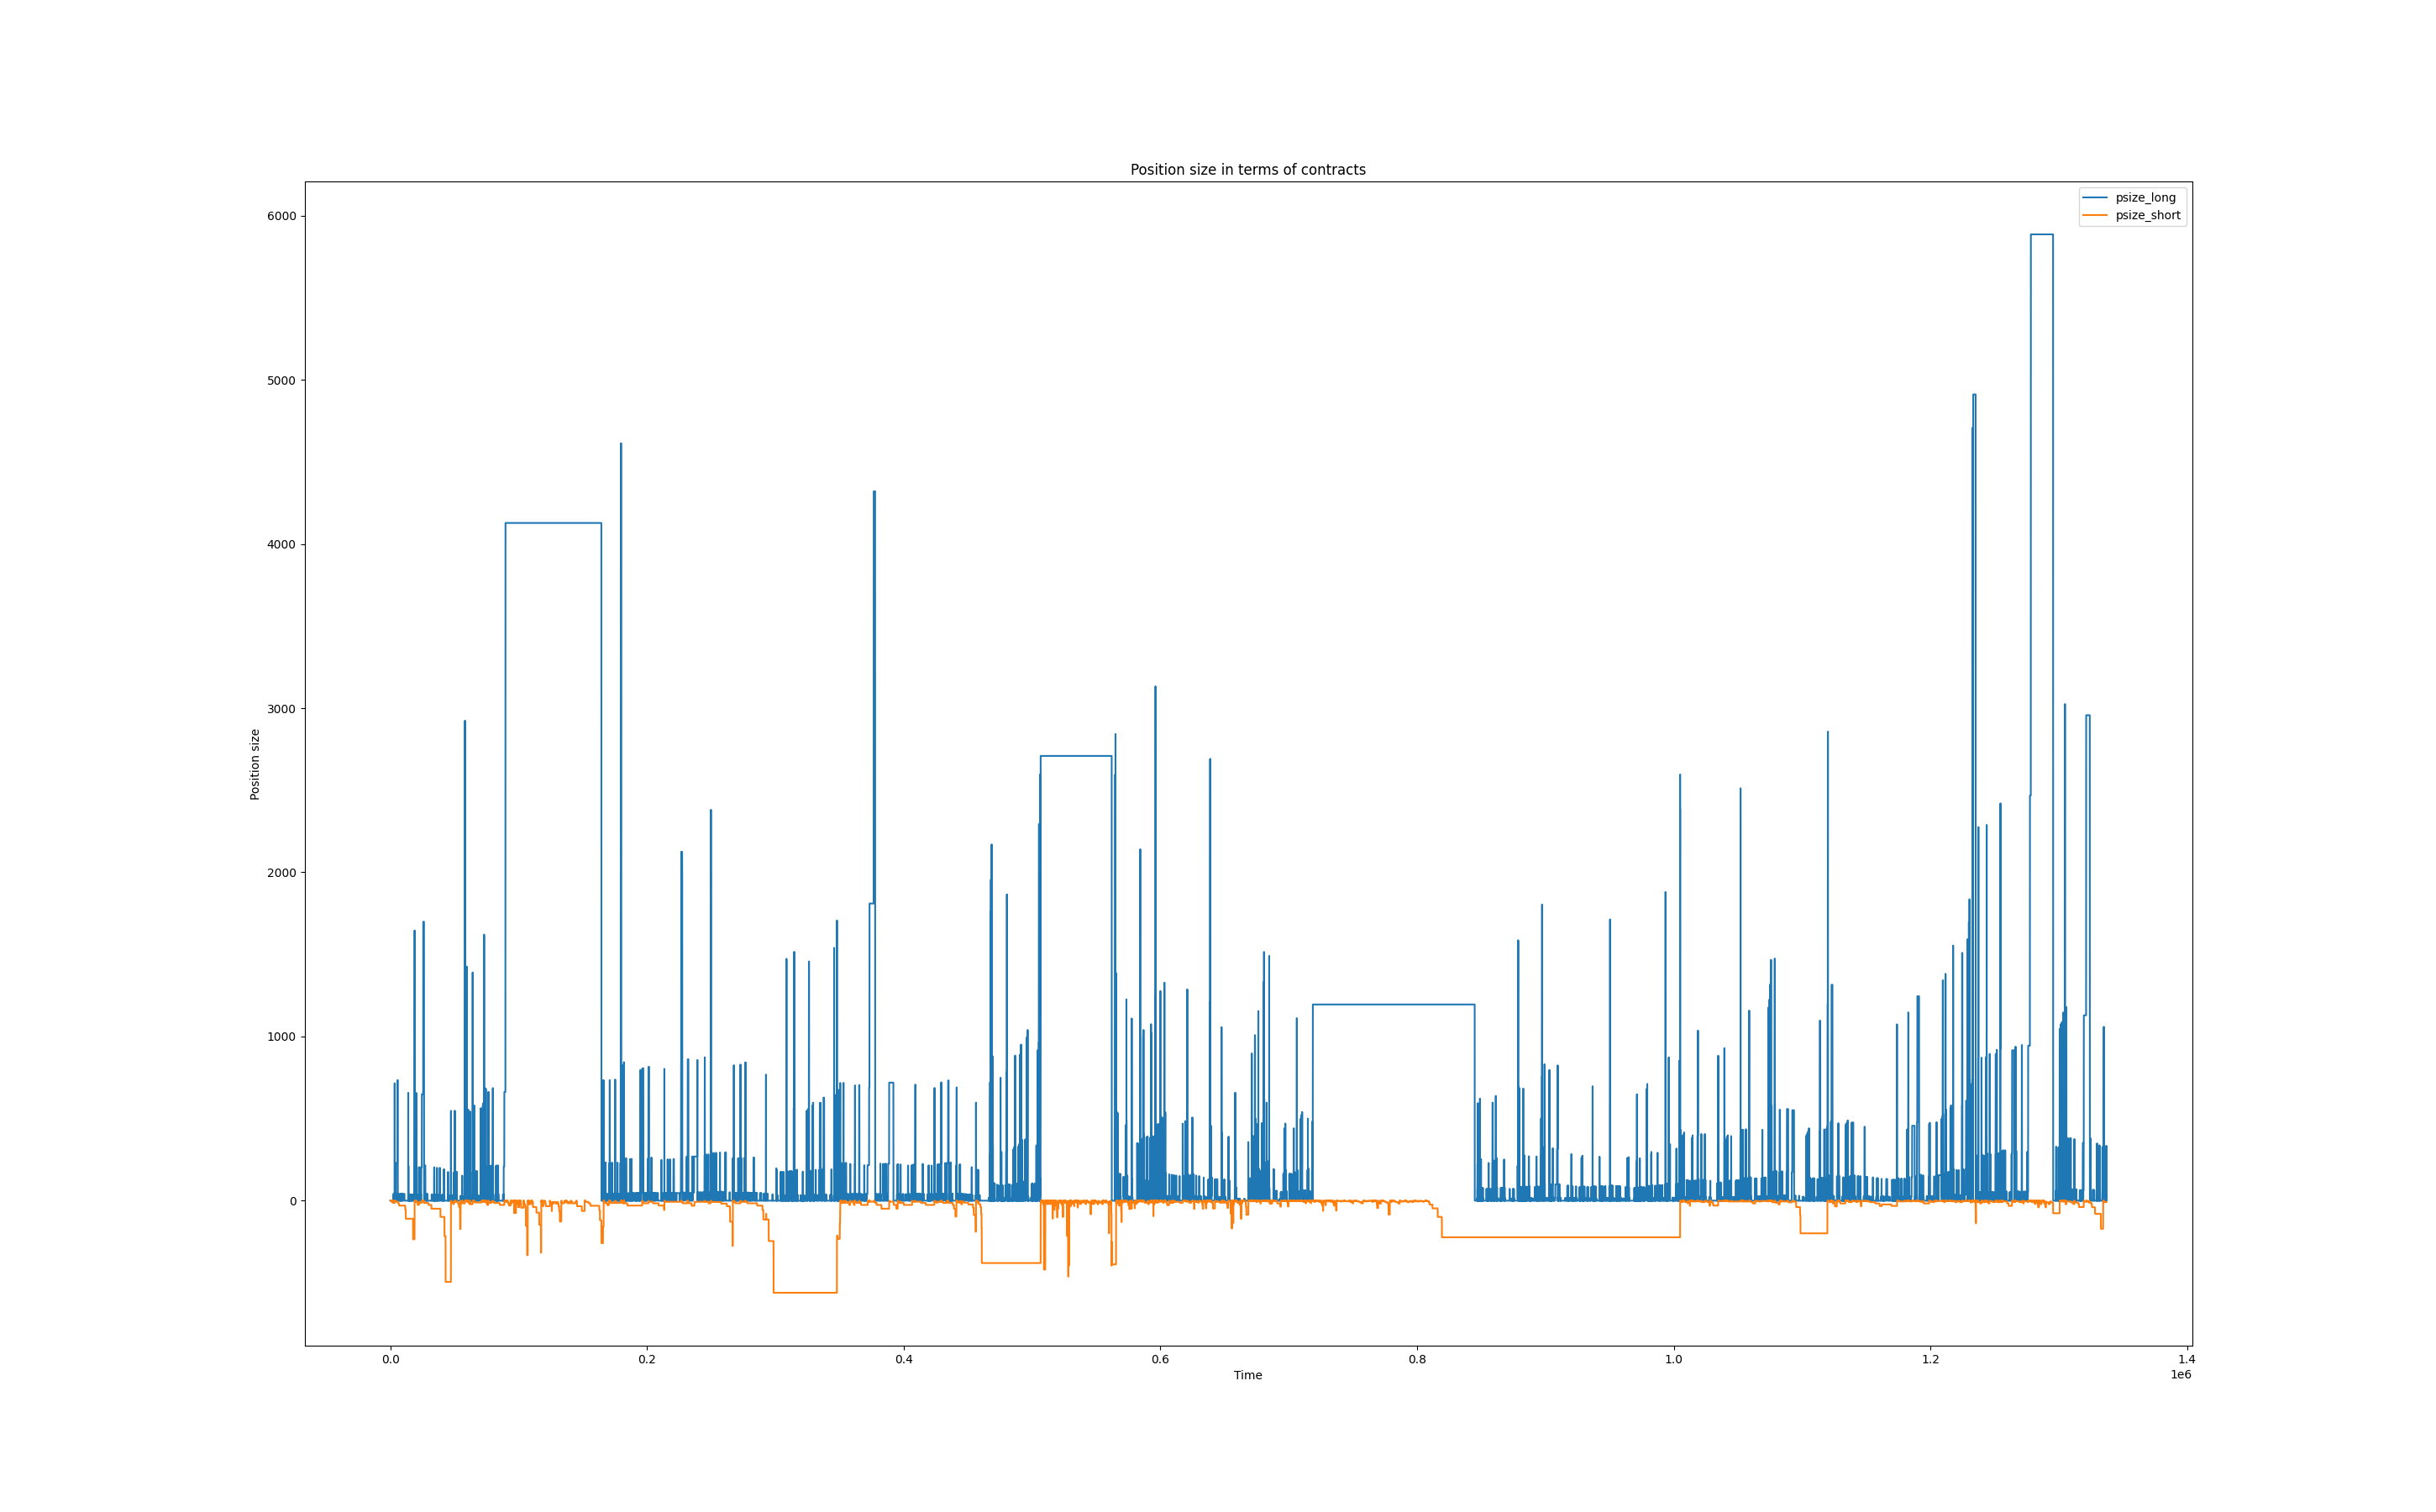 Position size in terms of contracts
psize_long
psize_short
6000
5000
4000
3000
2000
1000
0
Position size
0.0 0.2 0.4 0.6 0.8 1.0 1.2 1.4
1e6
Time